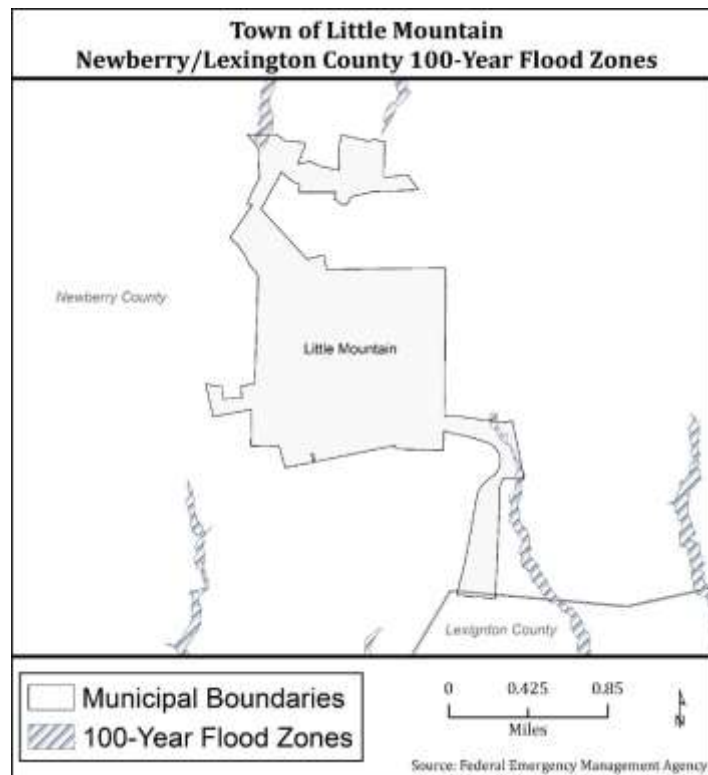 Town of Little Mountain
Newberry/Lexington County 100-Year Flood Zones
Newberry County
Little Mountain
Lexignton County
Municipal Boundaries
100-Year Flood Zones
0 0.425 0.85
Miles
N
Source: Federal Emergency Management Agency